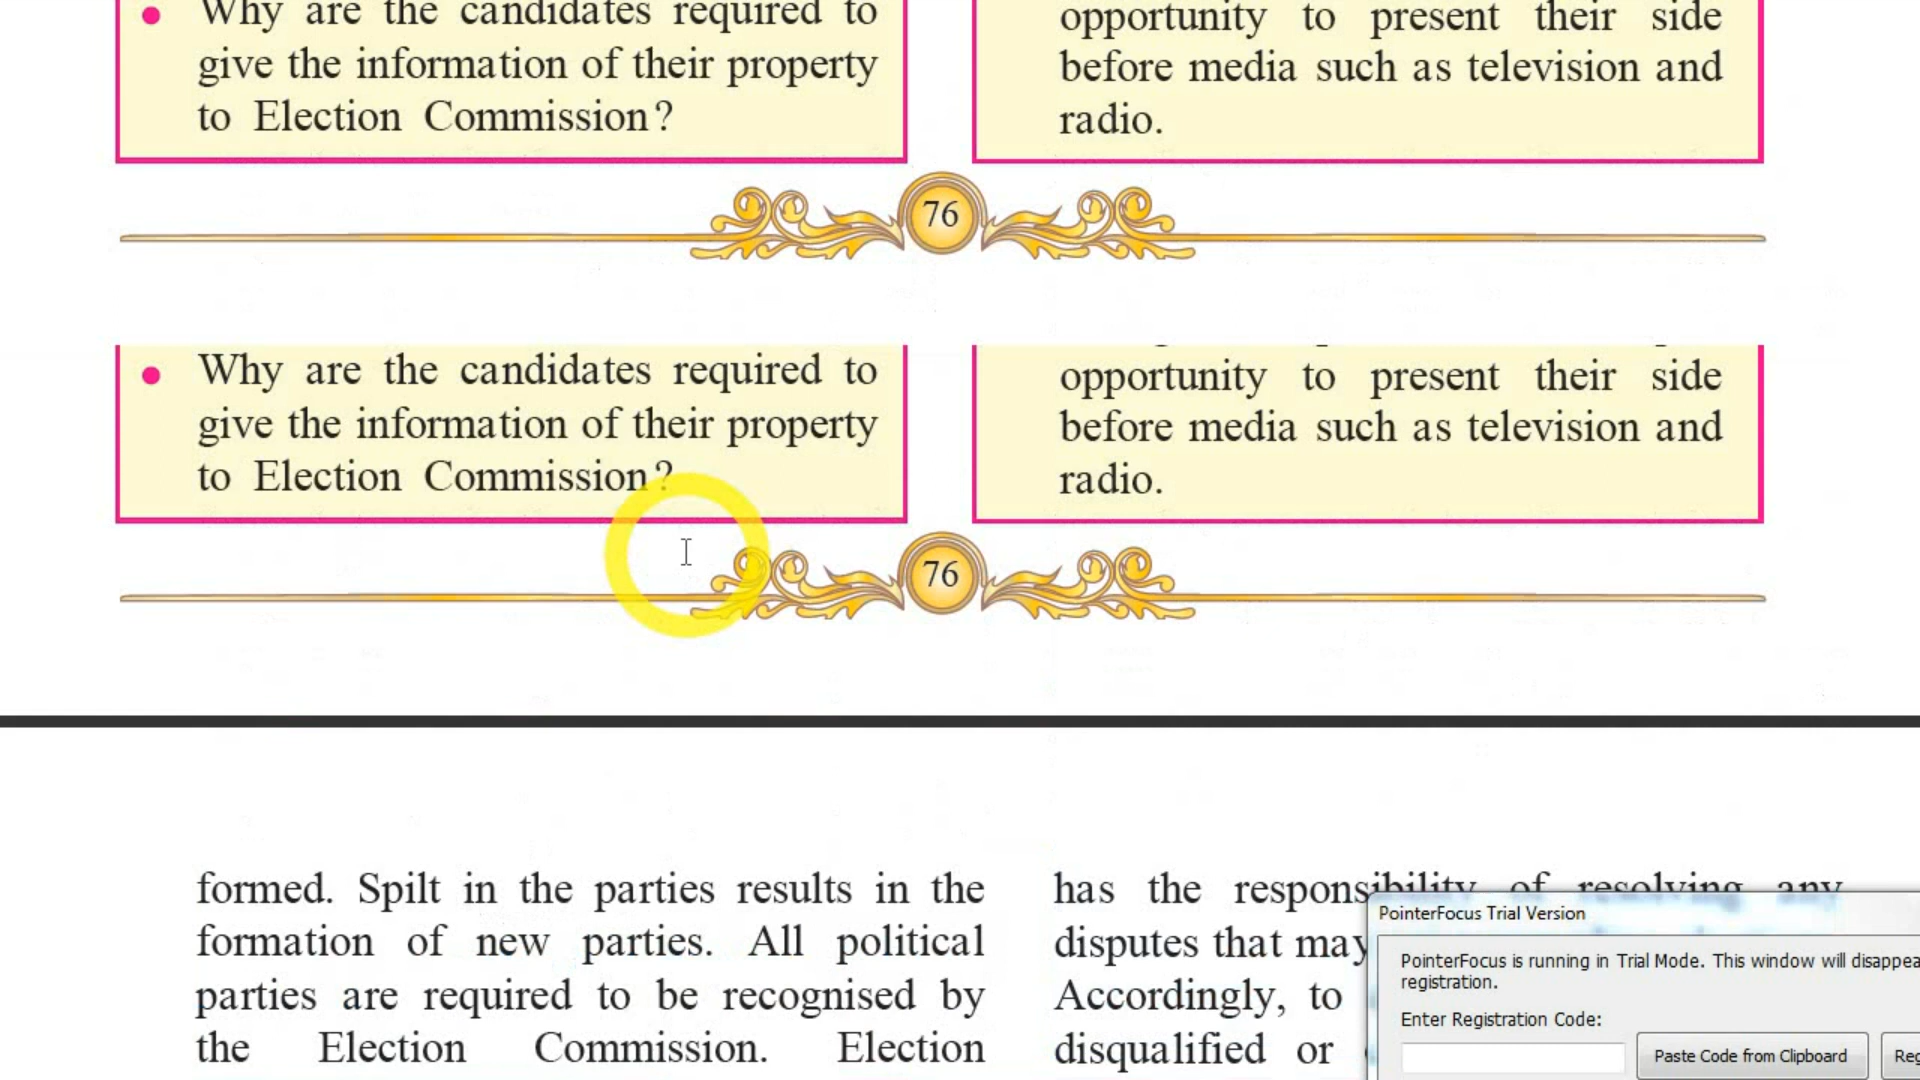 Why are the candidates required to
give the information of their property
to Election Commission?
opportunity to present their side
before media such as television and
radio.
76
Why are the candidates required to
give the information of their property
to Election Commission?
opportunity to present their side
before media such as television and
radio.
76
formed. Spilt in the parties results in the
formation of new parties. All political
parties are required to be recognised by
the Election Commission. Election
has the responsibility of resolving any
disputes that may
Accordingly, to
disqualified or
PointerFocus Trial Version
PointerFocus is running in Trial Mode. This window will disappea
registration.
Enter Registration Code:
Paste Code from Clipboard
Reg